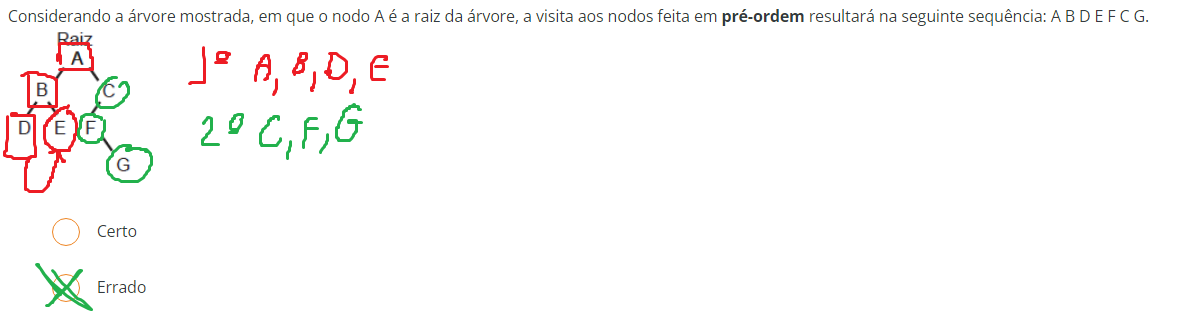 Considerando a árvore mostrada, em que o nodo A é a raiz da árvore, a visita aos nodos feita em pré-ordem resultará na seguinte sequência: A B D E F C G.
Raiz
A
1º A, B, D, E
B
C
D
E
F
2º C, F, G
G
Certo
Errado